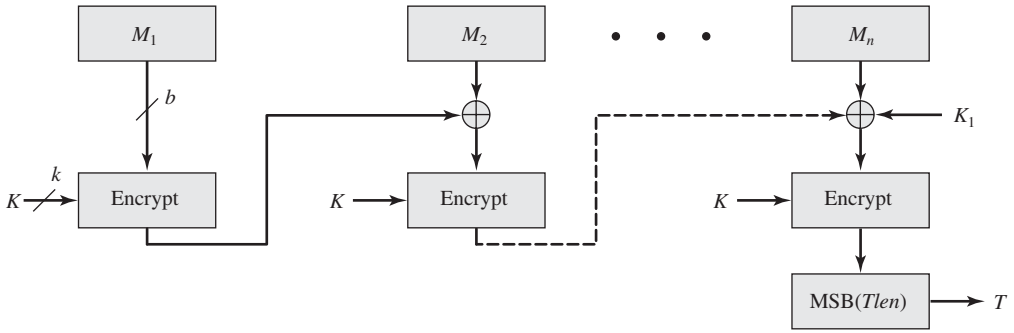 M₁
M₂
Mₙ
b
K₁
k
K
Encrypt
K
Encrypt
K
Encrypt
MSB(Tlen)
T